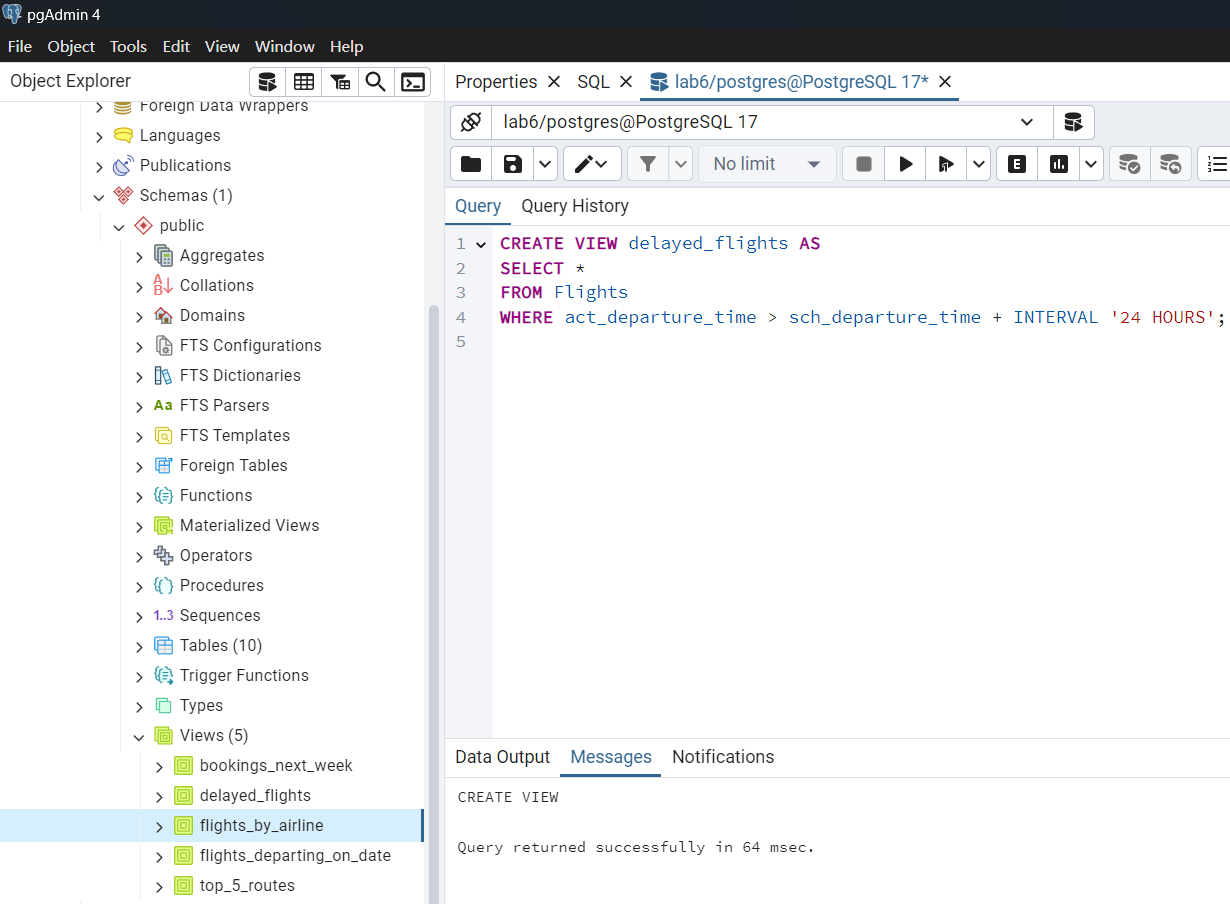 pgAdmin 4
File Object Tools Edit View Window Help
Object Explorer
Foreign Data Wrappers
Languages
Publications
Schemas (1)
public
Aggregates
Collations
Domains
FTS Configurations
FTS Dictionaries
Aa FTS Parsers
FTS Templates
Foreign Tables
Functions
Materialized Views
Operators
Procedures
1..3 Sequences
Tables (10)
Trigger Functions
Types
Views (5)
bookings_next_week
delayed_flights
flights_by_airline
flights_departing_on_date
top_5_routes
Properties SQL lab6/postgres@PostgreSQL 17*
lab6/postgres@PostgreSQL 17
No limit E
Query Query History
1 CREATE VIEW delayed_flights AS
2 SELECT *
3 FROM Flights
4 WHERE act_departure_time > sch_departure_time + INTERVAL '24 HOURS';
5
Data Output Messages Notifications
CREATE VIEW
Query returned successfully in 64 msec.